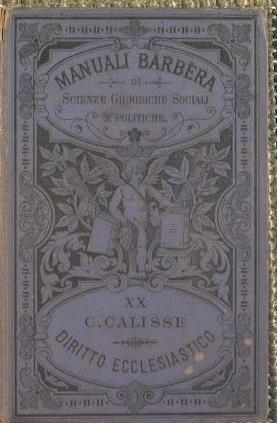 MANUALI BARBÈRA
DI
SCIENZE GIURIDICHE SOCIALI
E POLITICHE.
XX
C. CALISSE
DIRITTO ECCLESIASTICO